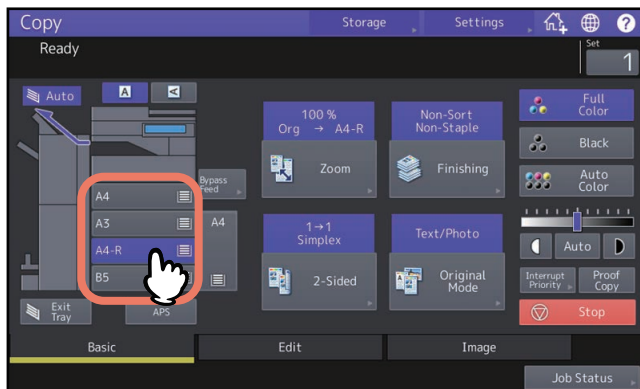 Copy
Storage
Settings
?
Ready
Set
1
Auto
A
A
100 %
Org → A4-R
Zoom
Non-Sort
Non-Staple
Finishing
Full
Color
Black
Auto
Color
Bypass
Feed
A4
A3
A4
A4-R
B5
1→1
Simplex
2-Sided
Text/Photo
Original
Mode
Auto
Interrupt
Priority
Proof
Copy
Exit
Tray
APS
Stop
Basic
Edit
Image
Job Status